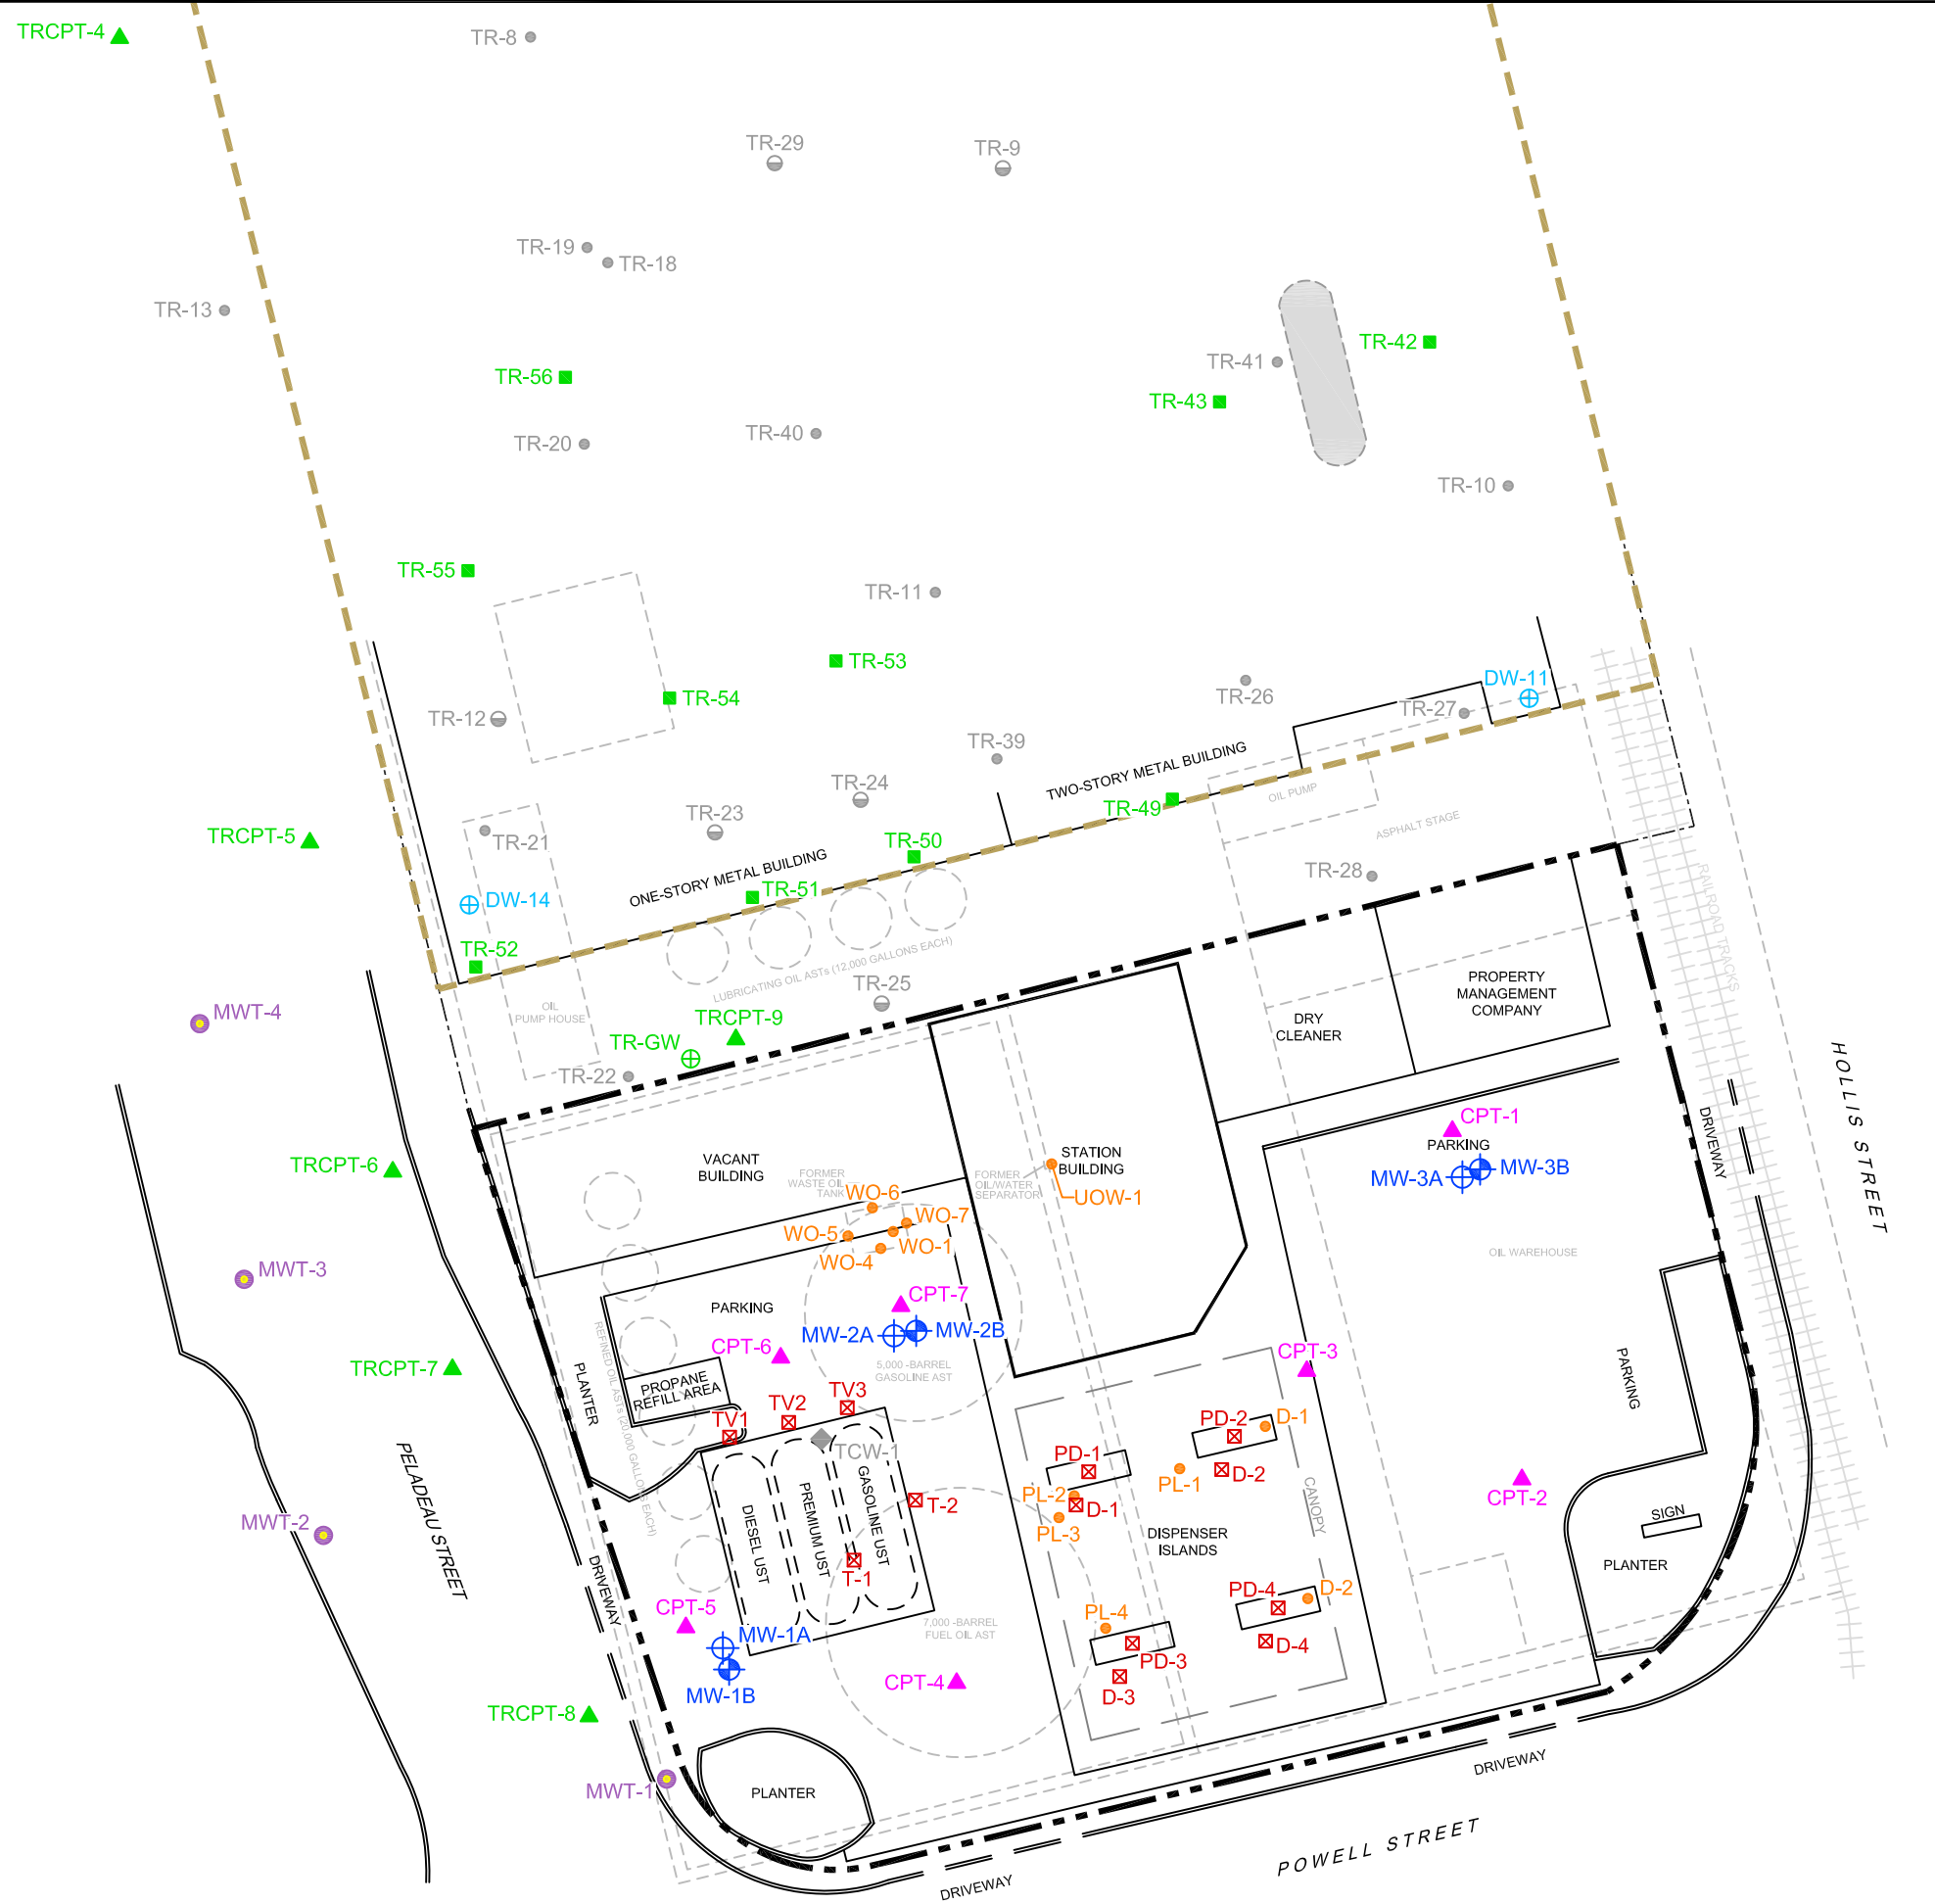 TRCPT-4
TR-8
TR-29
TR-9
TR-19
TR-18
TR-13
TR-42
TR-41
TR-56
TR-43
TR-20
TR-40
TR-10
TR-55
TR-11
TR-53
TR-54
TR-26
DW-11
TR-27
TR-12
TR-39
TWO-STORY METAL BUILDING
TR-24
TR-49
OIL PUMP
ASPHALT STAGE
TR-23
TRCPT-5
TR-21
TR-50
ONE-STORY METAL BUILDING
TR-51
TR-28
DW-14
RAILROAD TRACKS
TR-52
LUBRICATING OIL ASTs (12,000 GALLONS EACH)
TR-25
PROPERTY
MANAGEMENT
COMPANY
OIL
PUMP HOUSE
MWT-4
TRCPT-9
DRY
CLEANER
TR-GW
TR-22
HOLLIS STREET
CPT-1
PARKING
DRIVEWAY
TRCPT-6
VACANT
BUILDING
FORMER
WASTE OIL
TANK
FORMER
OIL/WATER
SEPARATOR
STATION
BUILDING
MW-3A
MW-3B
WO-6
UOW-1
WO-7
WO-5
WO-1
WO-4
OIL WAREHOUSE
MWT-3
PARKING
CPT-7
MW-2A
MW-2B
CPT-6
5,000 -BARREL
GASOLINE AST
CPT-3
TRCPT-7
REFINED OIL ASTs (20,000 GALLONS EACH)
PLANTER
PROPANE
REFILL AREA
PARKING
TV1
TV2
TV3
TCW-1
PD-2
D-1
PD-1
D-2
PL-1
CPT-2
PELADEAU STREET
DIESEL UST
PREMIUM UST
GASOLINE UST
T-2
PL-2
D-1
PL-3
CANOPY
SIGN
MWT-2
DISPENSER
ISLANDS
T-1
PLANTER
DRIVEWAY
PD-4
D-2
CPT-5
PL-4
7,000 -BARREL
FUEL OIL AST
MW-1A
D-4
PD-3
MW-1B
CPT-4
D-3
TRCPT-8
MWT-1
PLANTER
DRIVEWAY
POWELL STREET
DRIVEWAY